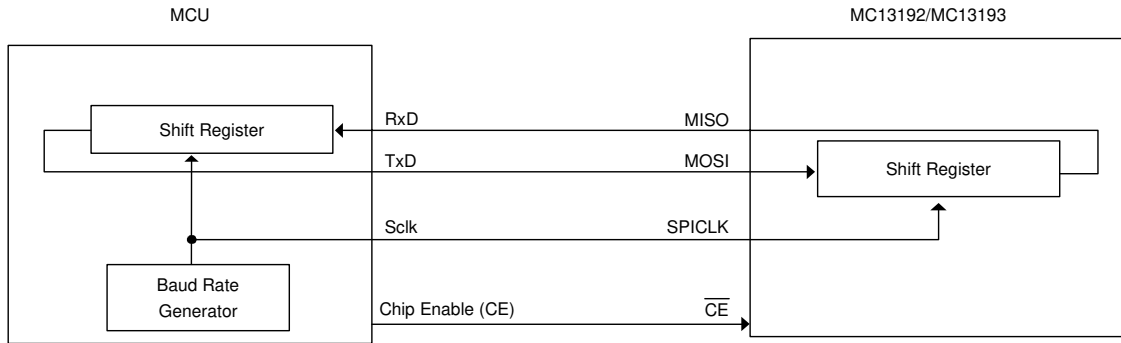 MCU
MC13192/MC13193
Shift Register
RxD
MISO
TxD
MOSI
Shift Register
Sclk
SPICLK
Baud Rate
Generator
Chip Enable (CE)
CE